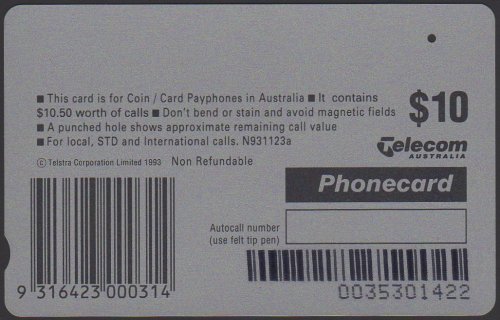 ■ This card is for Coin / Card Payphones in Australia ■ It contains
$10.50 worth of calls ■ Don't bend or stain and avoid magnetic fields
■ A punched hole shows approximate remaining call value
■ For local, STD and International calls. N931123a
© Telstra Corporation Limited 1993 Non Refundable
$10
Telecom
AUSTRALIA
Phonecard
Autocall number
(use felt tip pen)
9 316423 000314
0035301422